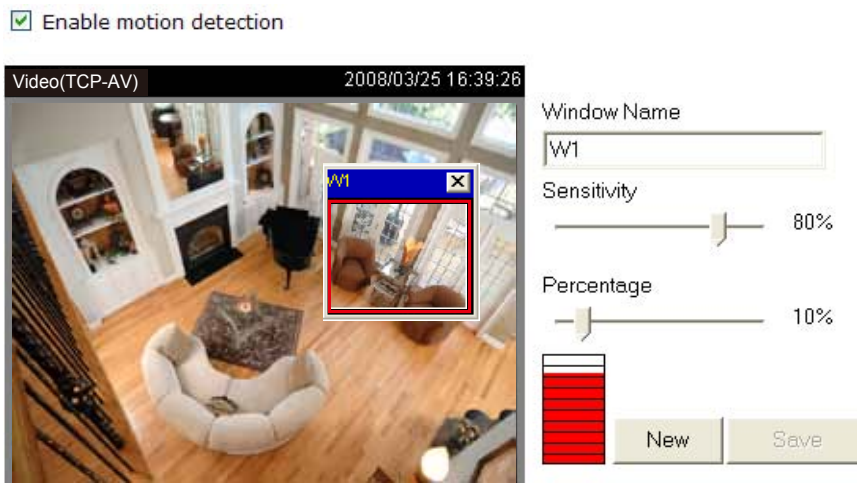 Enable motion detection
Video(TCP-AV) 2008/03/25 16:39:26
Window Name
W1
W1
Sensitivity
80%
Percentage
10%
New Save